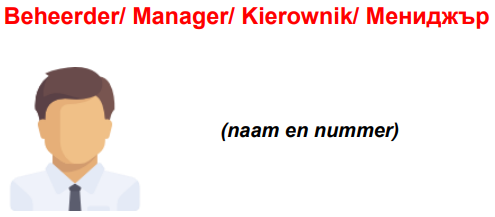 Beheerder/ Manager/ Kierownik/ Мениджър
(naam en nummer)